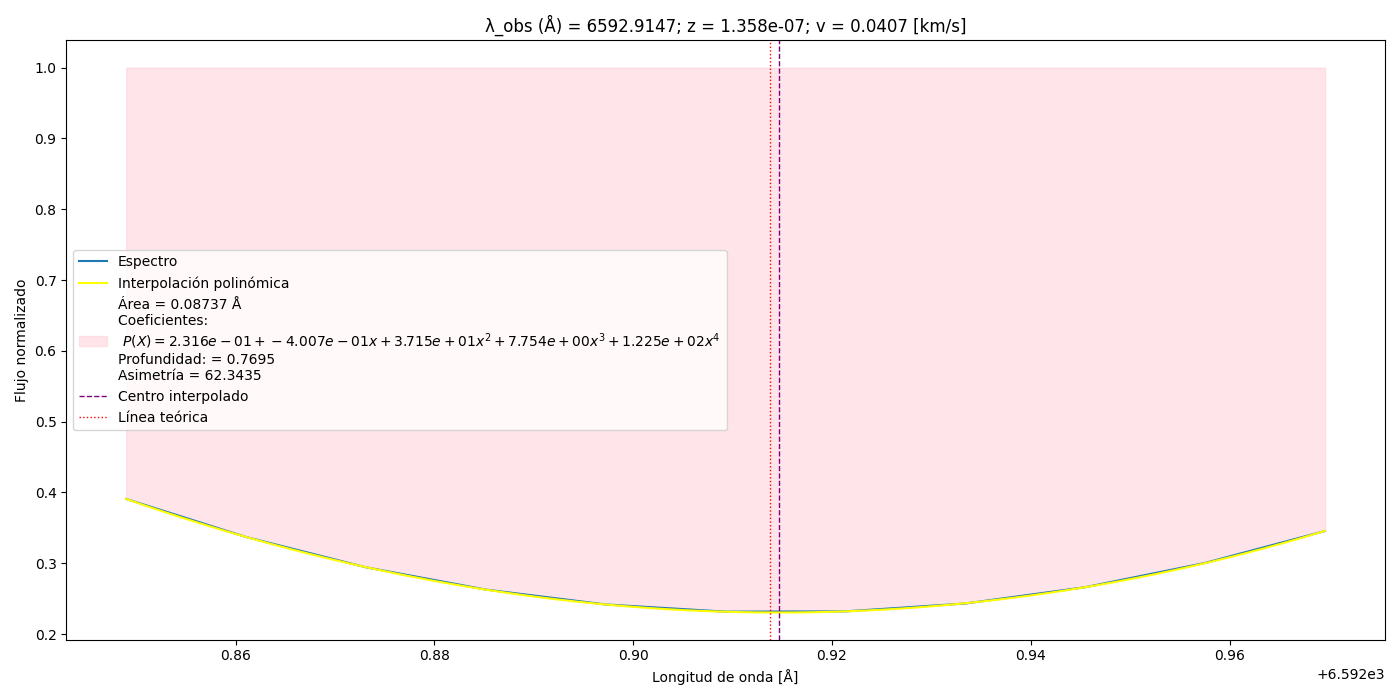 λ_obs (Å) = 6592.9147; z = 1.358e-07; v = 0.0407 [km/s]
Flujo normalizado
1.0
0.9
0.8
0.7
0.6
0.5
0.4
0.3
0.2
Espectro
Interpolación polinómica
Área = 0.08737 Å
Coeficientes:
P(X) = 2.316e − 01 + −4.007e − 01x + 3.715e + 01x² + 7.754e + 00x³ + 1.225e + 02x⁴
Profundidad: = 0.7695
Asimetría = 62.3435
Centro interpolado
Línea teórica
0.86 0.88 0.90 0.92 0.94 0.96
+6.592e3
Longitud de onda [Å]